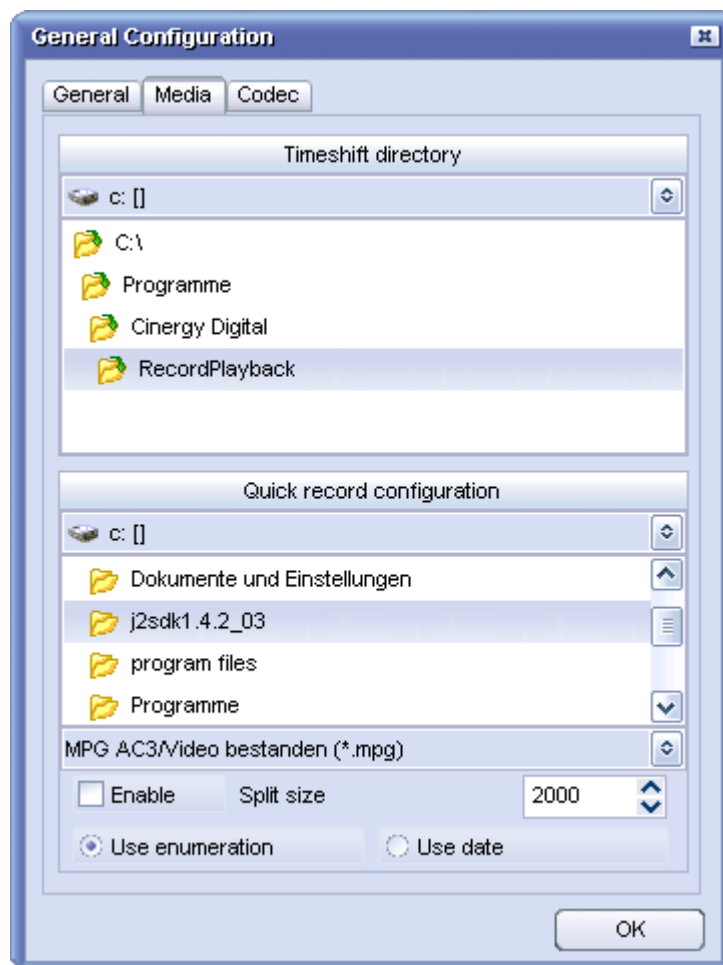 General Configuration
General Media Codec
Timeshift directory
c: []
C:\
Programme
Cinergy Digital
RecordPlayback
Quick record configuration
c: []
Dokumente und Einstellungen
j2sdk1.4.2_03
program files
Programme
MPG AC3/Video bestanden (*.mpg)
Enable Split size 2000
Use enumeration Use date
OK